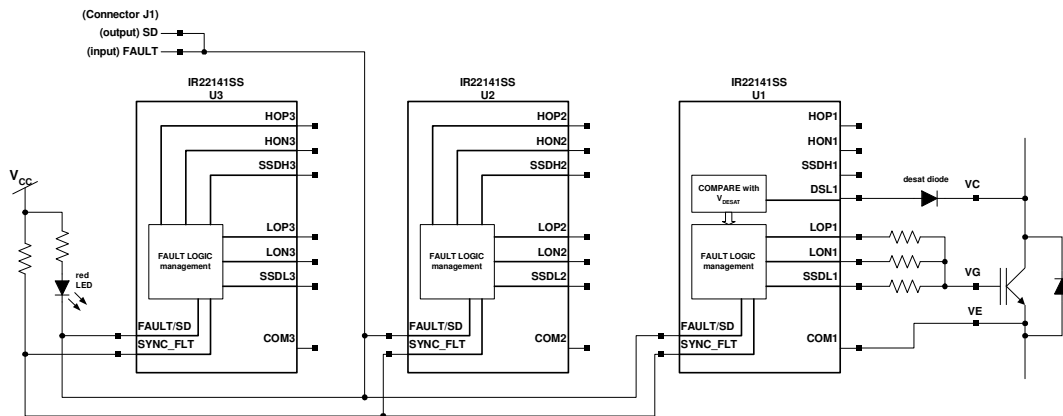 (Connector J1)
(output) SD
(input) FAULT
IR22141SS
U3
HOP3
HON3
SSDH3
FAULT LOGIC
management
LOP3
LON3
SSDL3
FAULT/SD
SYNC_FLT
COM3
VCC
red
LED
IR22141SS
U2
HOP2
HON2
SSDH2
FAULT LOGIC
management
LOP2
LON2
SSDL2
FAULT/SD
SYNC_FLT
COM2
IR22141SS
U1
HOP1
HON1
SSDH1
DSL1
COMPARE with
VDESAT
FAULT LOGIC
management
LOP1
LON1
SSDL1
FAULT/SD
SYNC_FLT
COM1
desat diode
VC
VG
VE